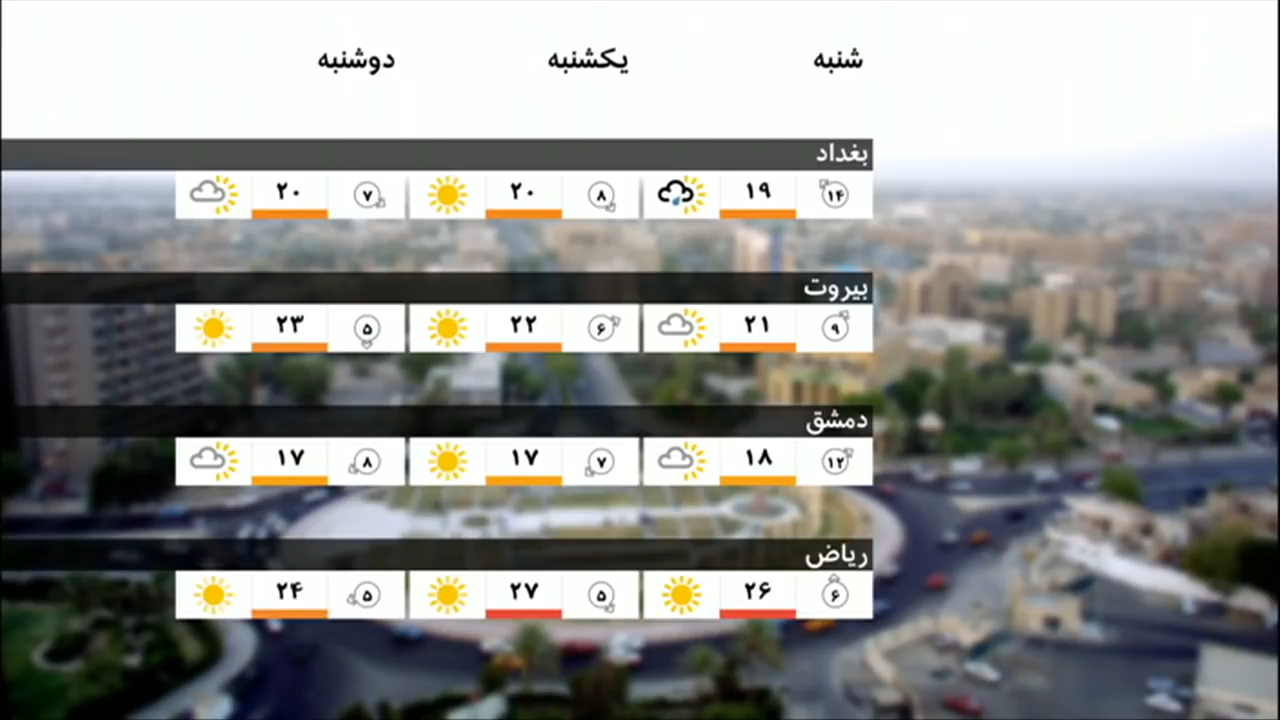 شنبه یکشنبه دوشنبه
بغداد
۱۴ ۱۹ ۸ ۲۰ ۷ ۲۰
بیروت
۹ ۲۱ ۶ ۲۲ ۵ ۲۳
دمشق
۱۲ ۱۸ ۷ ۱۷ ۸ ۱۷
ریاض
۶ ۲۶ ۵ ۲۷ ۵ ۲۴